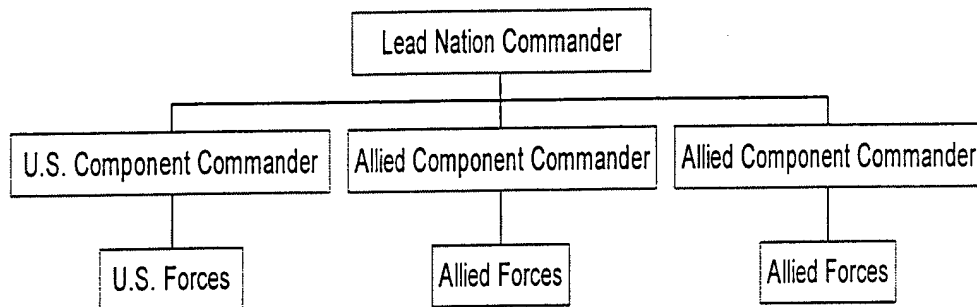 Lead Nation Commander
U.S. Component Commander
Allied Component Commander
Allied Component Commander
U.S. Forces
Allied Forces
Allied Forces